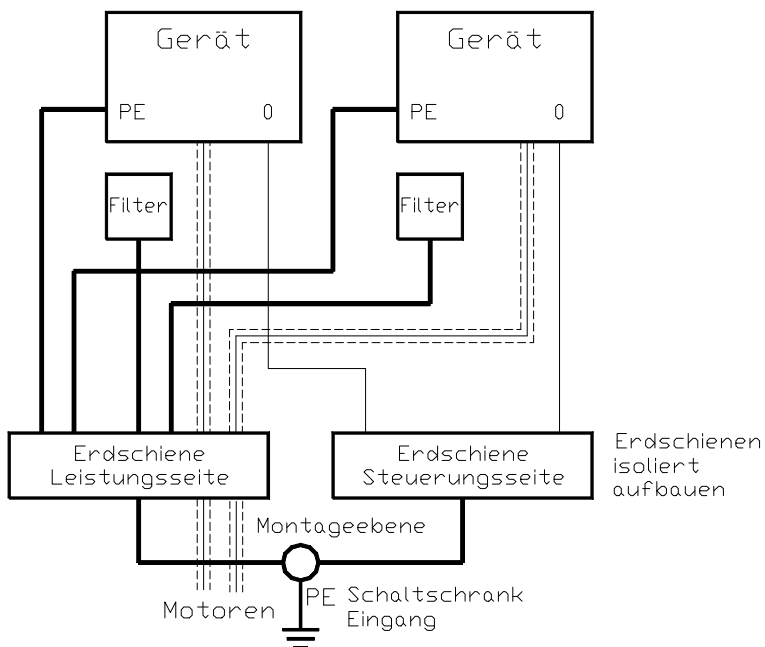 Gerät
Gerät
PE
0
PE
0
Filter
Filter
Erdschiene
Leistungsseite
Erdschiene
Steuerungsseite
Erdschienen
isoliert
aufbauen
Montageebene
Motoren
PE
Schaltschrank
Eingang